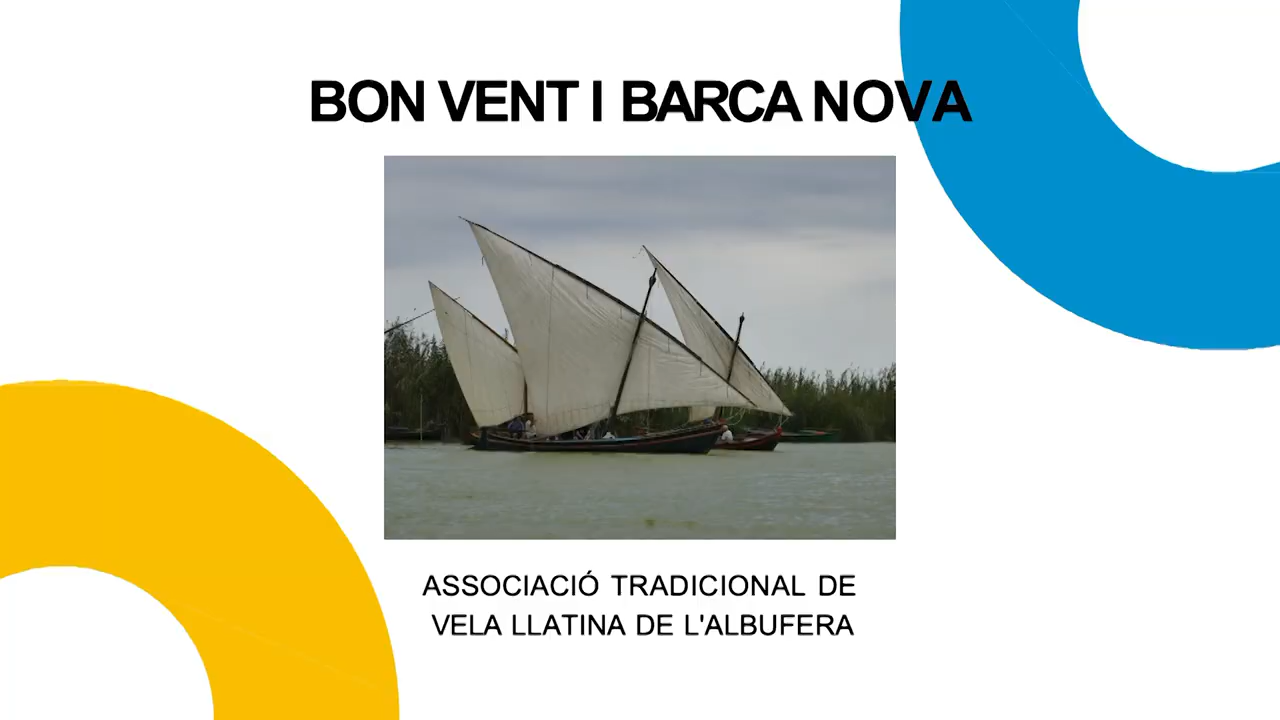 BON VENT I BARCA NOVA
ASSOCIACIÓ TRADICIONAL DE
VELA LLATINA DE L'ALBUFERA